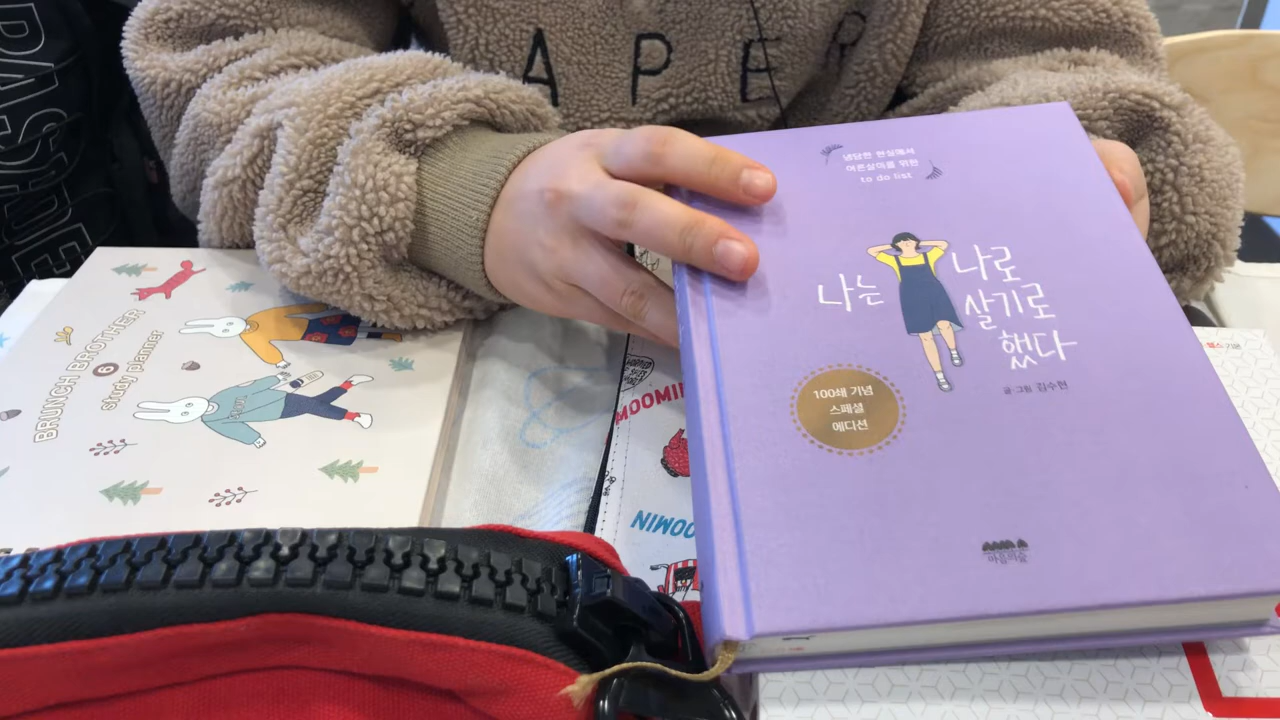 APER
냉담한 현실에서
어른살이를 위한
to do list
나는
나로
살기로
했다
글·그림 김수현
100쇄 기념
스페셜
에디션
마음의숲
BRUNCH BROTHER
6
study planner
MOOMIN